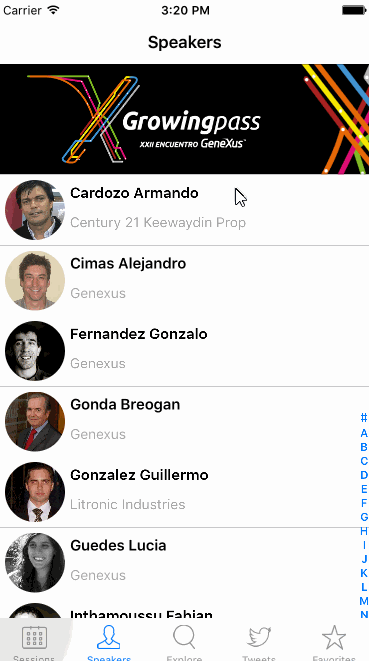 Carrier 3:20 PM
Speakers
Growingpass
XXII ENCUENTRO GeneXus™
Cardozo Armando
Century 21 Keewaydin Prop
Cimas Alejandro
Genexus
Fernandez Gonzalo
Genexus
Gonda Breogan
Genexus
Gonzalez Guillermo
Litronic Industries
Guedes Lucia
Genexus
Inthamoussu Fabian
#
A
B
C
D
E
F
G
H
I
J
K
L
M
N
Sessions Speakers Explore Tweets Favorites